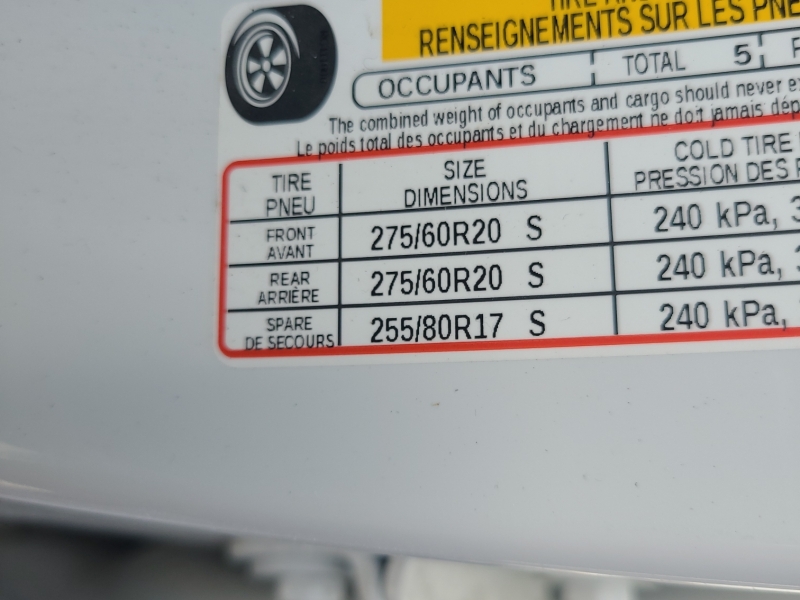 RENSEIGNEMENTS SUR LES
OCCUPANTS TOTAL 5
The combined weight of occupants and cargo should never
Le poids total des occupants et du chargement ne doit jamais
TIRE SIZE COLD TIRE
PNEU DIMENSIONS PRESSION DES
FRONT
AVANT 275/60R20 S 240 kPa,
REAR
ARRIÈRE 275/60R20 S 240 kPa,
SPARE
DE SECOURS 255/80R17 S 240 kPa,